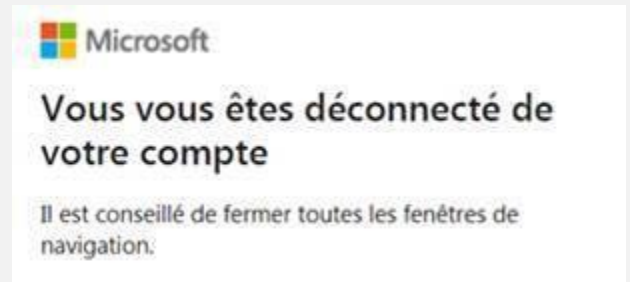 Microsoft
Vous vous êtes déconnecté de
votre compte
Il est conseillé de fermer toutes les fenêtres de
navigation.